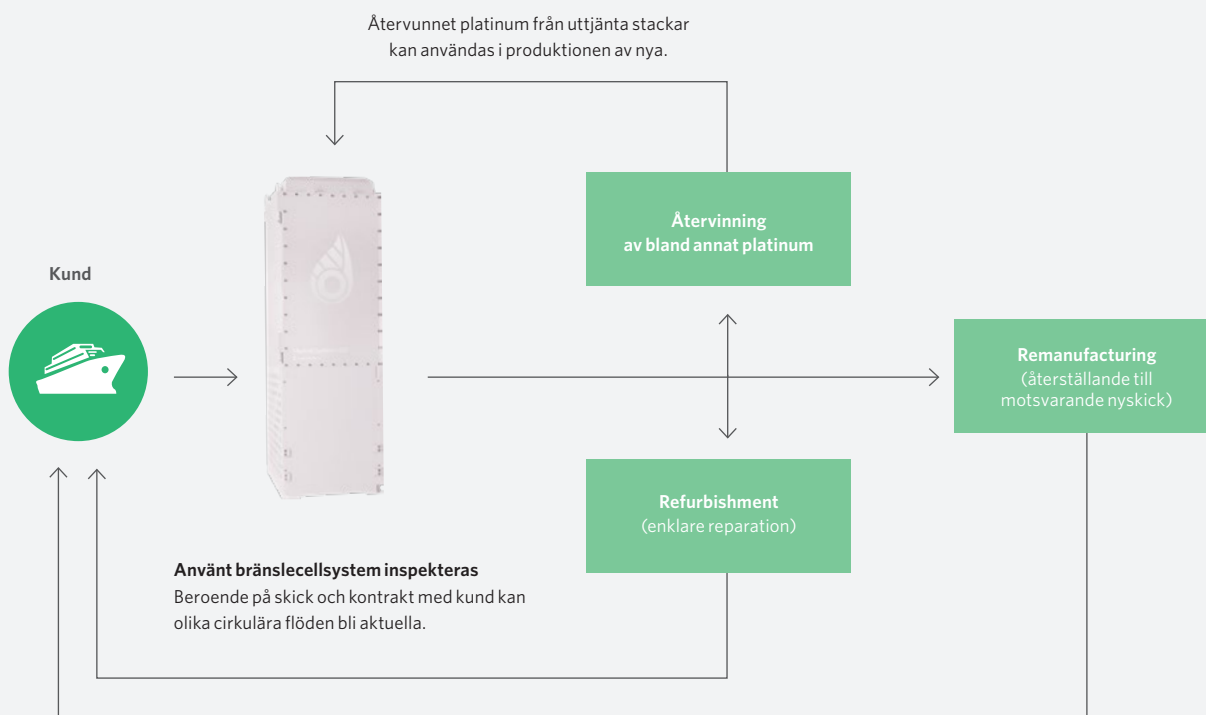 Återvunnet platinum från uttjänta stackar
kan användas i produktionen av nya.
Återvinning
av bland annat platinum
Kund
Remanufacturing
(återställande till
motsvarande nyskick)
Refurbishment
(enklare reparation)
Använt bränslecellsystem inspekteras
Beroende på skick och kontrakt med kund kan
olika cirkulära flöden bli aktuella.